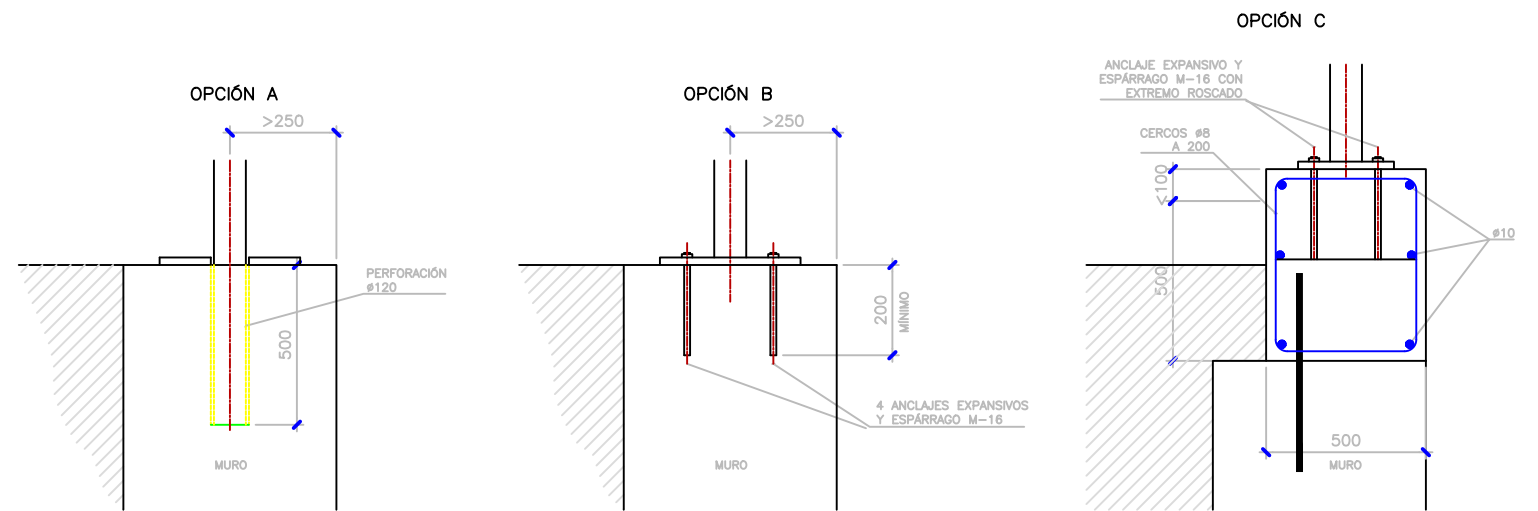 OPCIÓN A
>250
PERFORACIÓN
ø120
500
MURO
OPCIÓN B
>250
200
MÍNIMO
4 ANCLAJES EXPANSIVOS
Y ESPÁRRAGO M-16
MURO
OPCIÓN C
ANCLAJE EXPANSIVO Y
ESPÁRRAGO M-16 CON
EXTREMO ROSCADO
CERCOS ø8
A 200
<100
500
ø10
500
MURO